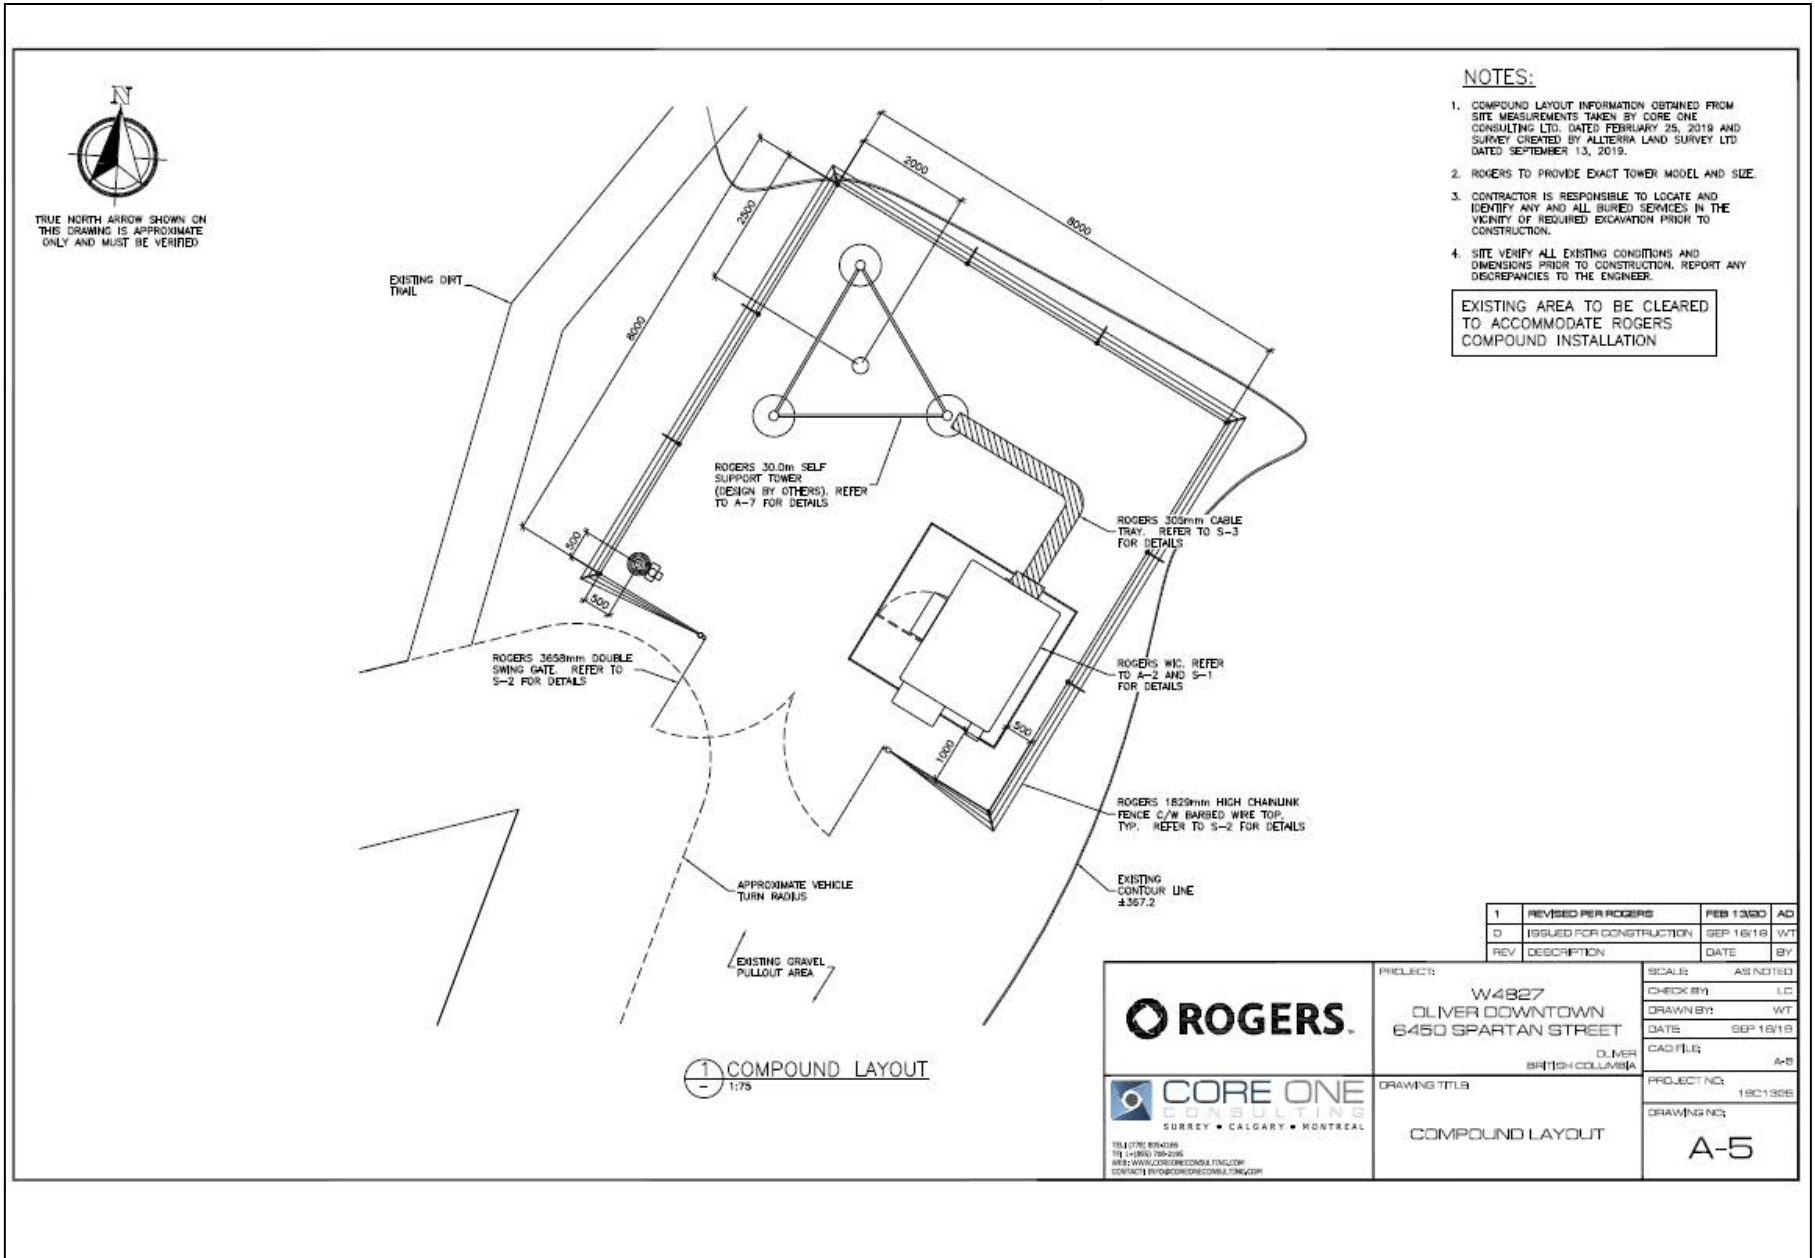 N
TRUE NORTH ARROW SHOWN ON
THIS DRAWING IS APPROXIMATE
ONLY AND MUST BE VERIFIED
NOTES:
1. COMPOUND LAYOUT INFORMATION OBTAINED FROM
SITE MEASUREMENTS TAKEN BY CORE ONE
CONSULTING LTD. DATED FEBRUARY 25, 2019 AND
SURVEY CREATED BY ALLTERRA LAND SURVEY LTD
DATED SEPTEMBER 13, 2019.
2. ROGERS TO PROVIDE EXACT TOWER MODEL AND SIZE.
3. CONTRACTOR IS RESPONSIBLE TO LOCATE AND
IDENTIFY ANY AND ALL BURIED SERVICES IN THE
VICINITY OF REQUIRED EXCAVATION PRIOR TO
CONSTRUCTION.
4. SITE VERIFY ALL EXISTING CONDITIONS AND
DIMENSIONS PRIOR TO CONSTRUCTION. REPORT ANY
DISCREPANCIES TO THE ENGINEER.
EXISTING AREA TO BE CLEARED
TO ACCOMMODATE ROGERS
COMPOUND INSTALLATION
2000
2500
8000
8000
EXISTING DIRT
TRAIL
ROGERS 30.0m SELF
SUPPORT TOWER
(DESIGN BY OTHERS). REFER
TO A-7 FOR DETAILS
ROGERS 305mm CABLE
TRAY. REFER TO S-3
FOR DETAILS
500
500
ROGERS 3658mm DOUBLE
SWING GATE. REFER TO
S-2 FOR DETAILS
ROGERS WIC. REFER
TO A-2 AND S-1
FOR DETAILS
500
1000
ROGERS 1829mm HIGH CHAINLINK
FENCE C/W BARBED WIRE TOP,
TYP. REFER TO S-2 FOR DETAILS
APPROXIMATE VEHICLE
TURN RADIUS
EXISTING
CONTOUR LINE
±367.2
EXISTING GRAVEL
PULLOUT AREA
1 COMPOUND LAYOUT
- 1:75
1 REVISED PER ROGERS FEB 13/20 AD
0 ISSUED FOR CONSTRUCTION SEP 16/19 WT
REV DESCRIPTION DATE BY
ROGERS™
PROJECT:
W4827
OLIVER DOWNTOWN
6450 SPARTAN STREET
OLIVER
BRITISH COLUMBIA
SCALE: AS NOTED
CHECK BY: LC
DRAWN BY: WT
DATE: SEP 16/19
CAD FILE:
A-5
PROJECT NO:
DRAWING NO:
A-5
CORE ONE
CONSULTING
SURREY • CALGARY • MONTREAL
WEB: WWW.COREONECONSULTING.COM
CONTACT: INFO@COREONECONSULTING.COM
DRAWING TITLE:
COMPOUND LAYOUT